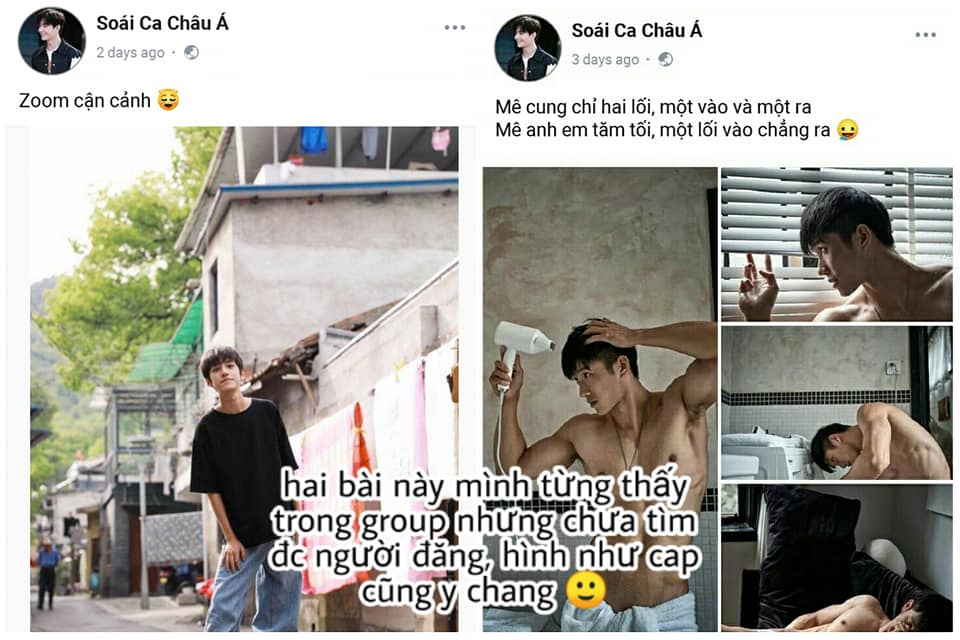 Soái Ca Châu Á
2 days ago ·
Zoom cận cảnh 😌
Soái Ca Châu Á
3 days ago ·
Mê cung chỉ hai lối, một vào và một ra
Mê anh em tăm tối, một lối vào chẳng ra 😂
hai bài này mình từng thấy
trong group nhưng chưa tìm
đc người đăng, hình như cap
cũng y chang 🙂